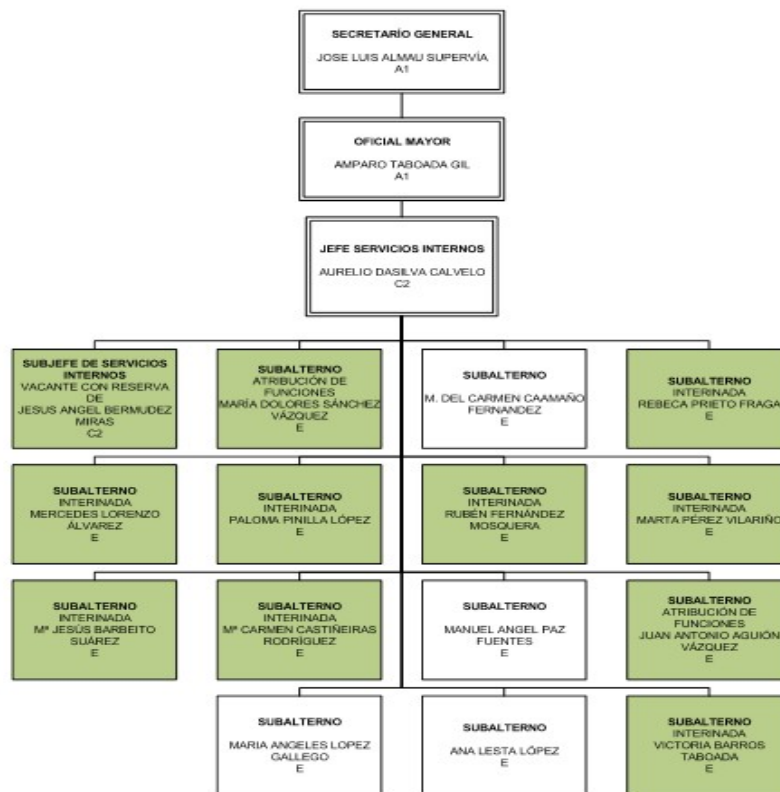 SECRETARÍO GENERAL
JOSE LUIS ALMAU SUPERVÍA
A1
OFICIAL MAYOR
AMPARO TABOADA GIL
A1
JEFE SERVICIOS INTERNOS
AURELIO DASILVA CALVELO
C2
SUBJEFE DE SERVICIOS
INTERNOS
VACANTE CON RESERVA
DE
JESUS ANGEL BERMUDEZ
MIRAS
C2
SUBALTERNO
ATRIBUCIÓN DE
FUNCIONES
MARÍA DOLORES SÁNCHEZ
VÁZQUEZ
E
SUBALTERNO
M. DEL CARMEN CAAMAÑO
FERNANDEZ
E
SUBALTERNO
INTERINADA
REBECA PRIETO FRAGA
E
SUBALTERNO
INTERINADA
MERCEDES LORENZO
ÁLVAREZ
E
SUBALTERNO
INTERINADA
PALOMA PINILLA LÓPEZ
E
SUBALTERNO
INTERINADA
RUBÉN FERNÁNDEZ
MOSQUERA
E
SUBALTERNO
INTERINADA
MARTA PÉREZ VILARIÑO
E
SUBALTERNO
INTERINADA
Mª JESÚS BARBEITO
SUÁREZ
E
SUBALTERNO
INTERINADA
Mª CARMEN CASTIÑEIRAS
RODRÍGUEZ
E
SUBALTERNO
MANUEL ANGEL PAZ
FUENTES
E
SUBALTERNO
ATRIBUCIÓN DE
FUNCIONES
JUAN ANTONIO AGUIÓN
VÁZQUEZ
E
SUBALTERNO
MARIA ANGELES LOPEZ
GALLEGO
E
SUBALTERNO
ANA LESTA LÓPEZ
E
SUBALTERNO
INTERINADA
VICTORIA BARROS
TABOADA
E